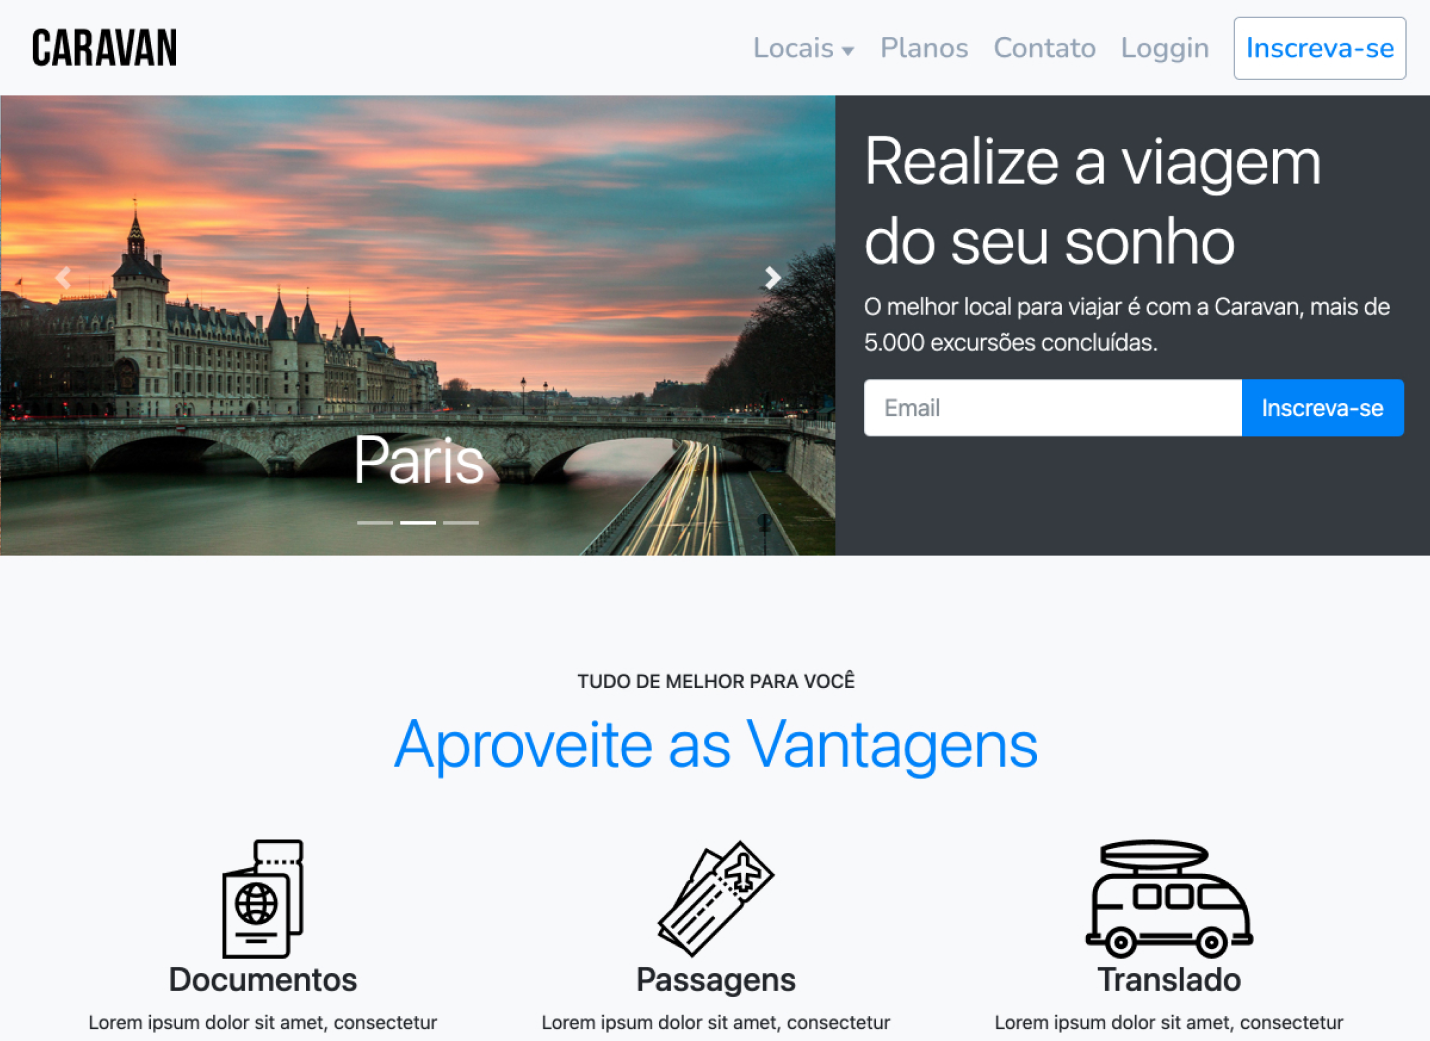 CARAVAN
Locais
Planos
Contato
Loggin
Inscreva-se
Paris
Realize a viagem
do seu sonho
O melhor local para viajar é com a Caravan, mais de
5.000 excursões concluídas.
Email
Inscreva-se
TUDO DE MELHOR PARA VOCÊ
Aproveite as Vantagens
Documentos
Lorem ipsum dolor sit amet, consectetur
Passagens
Lorem ipsum dolor sit amet, consectetur
Translado
Lorem ipsum dolor sit amet, consectetur